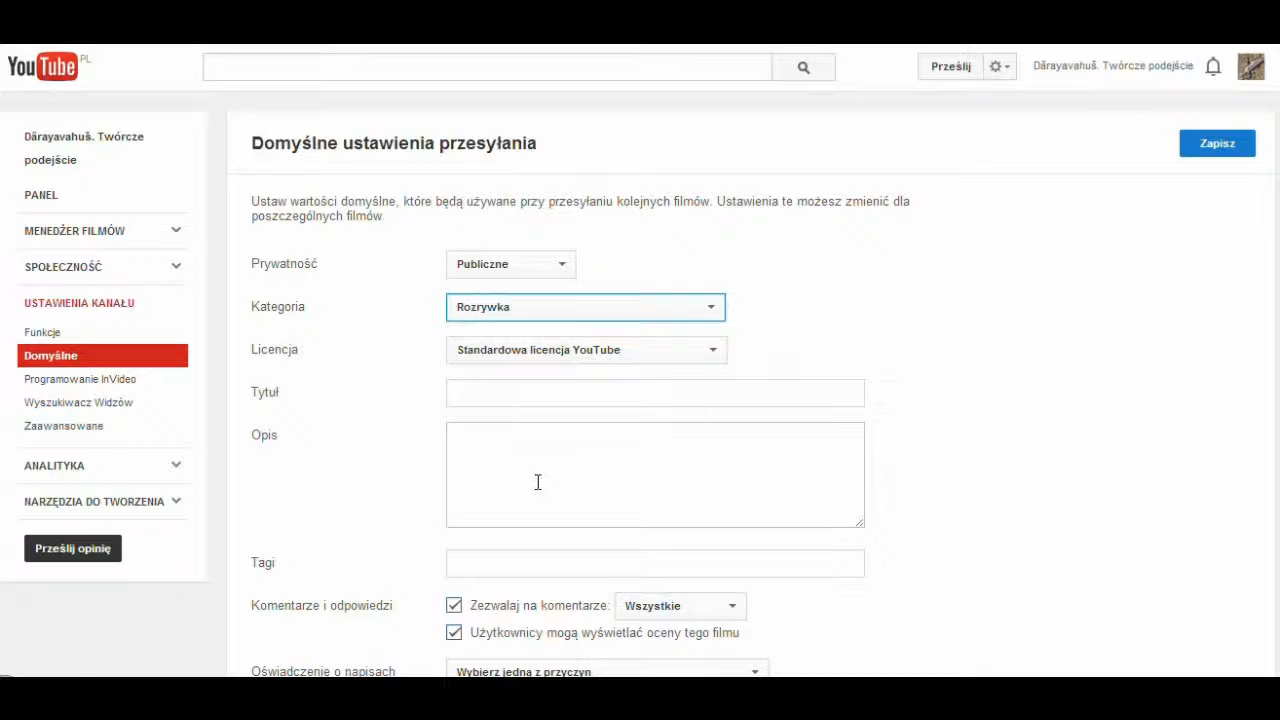 YouTube PL
Prześlij
Dārayavahuš. Twórcze podejście
Dārayavahuš. Twórcze
podejście
PANEL
MENEDŻER FILMÓW
SPOŁECZNOŚĆ
USTAWIENIA KANAŁU
Funkcje
Domyślne
Programowanie InVideo
Wyszukiwacz Widzów
Zaawansowane
ANALITYKA
NARZĘDZIA DO TWORZENIA
Prześlij opinię
Domyślne ustawienia przesyłania
Zapisz
Ustaw wartości domyślne, które będą używane przy przesyłaniu kolejnych filmów. Ustawienia te możesz zmienić dla
poszczególnych filmów.
Prywatność
Publiczne
Kategoria
Rozrywka
Licencja
Standardowa licencja YouTube
Tytuł
Opis
Tagi
Komentarze i odpowiedzi
Zezwalaj na komentarze: Wszystkie
Użytkownicy mogą wyświetlać oceny tego filmu
Oświadczenie o napisach
Wybierz jedną z przyczyn